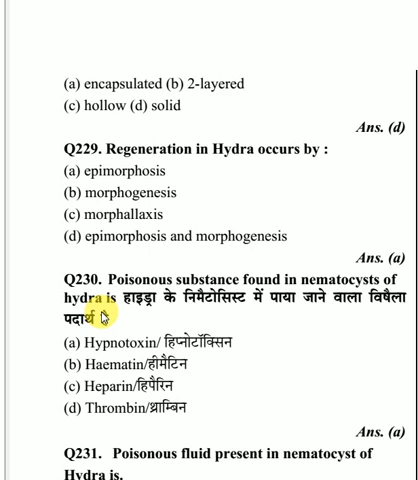 (a) encapsulated (b) 2-layered
(c) hollow (d) solid
Ans. (d)
Q229. Regeneration in Hydra occurs by :
(a) epimorphosis
(b) morphogenesis
(c) morphallaxis
(d) epimorphosis and morphogenesis
Ans. (a)
Q230. Poisonous substance found in nematocysts of
hydra is हाइड्रा के निमैटोसिस्ट में पाया जाने वाला विषैला
पदार्थ है
(a) Hypnotoxin/ हिप्नोटॉक्सिन
(b) Haematin/हीमैटिन
(c) Heparin/हिपैरिन
(d) Thrombin/थ्राम्बिन
Ans. (a)
Q231. Poisonous fluid present in nematocyst of
Hydra is.